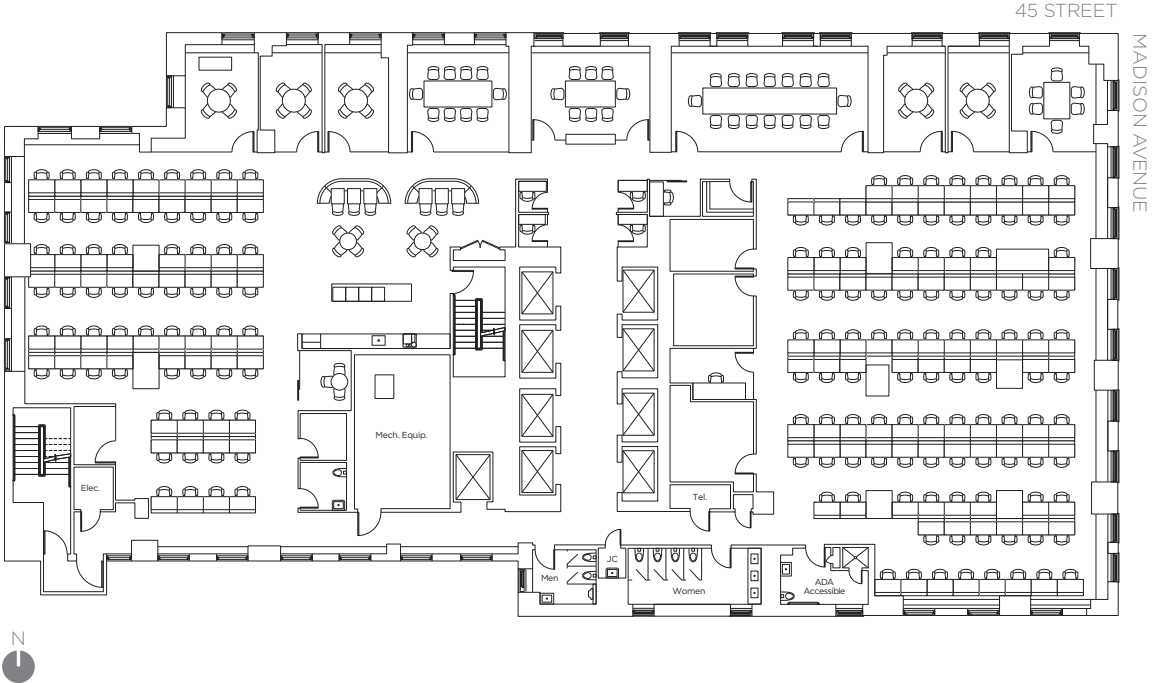 45 STREET
MADISON AVENUE
Mech. Equip.
Elec.
Tel.
JC
Men
Women
ADA
Accessible
N